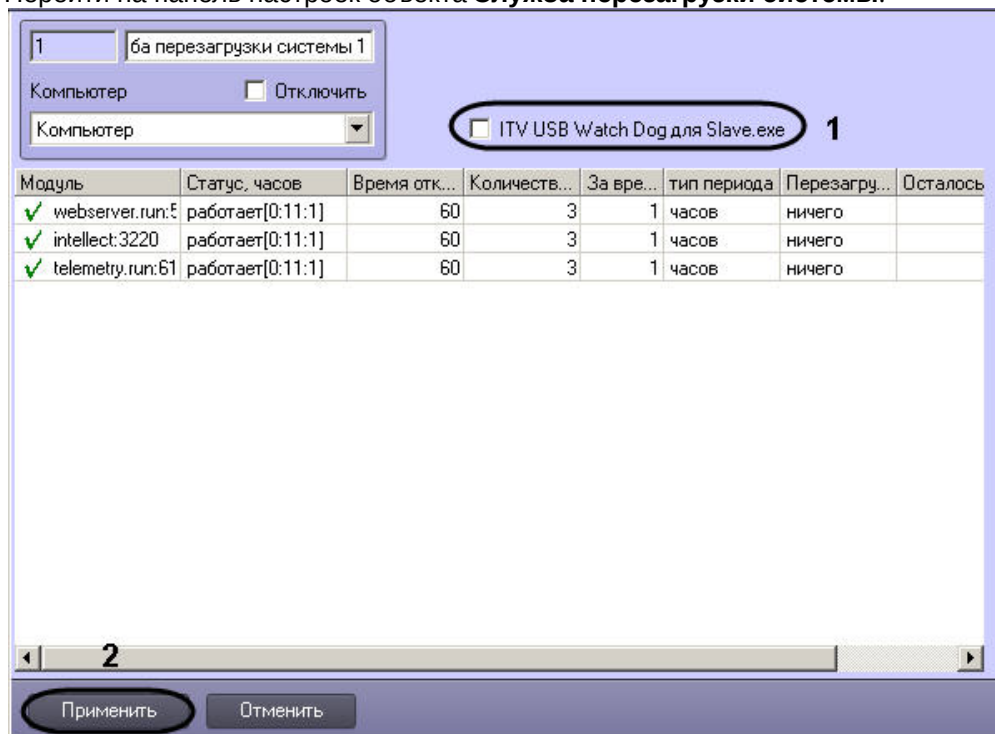 Перейти на панель настроек объекта Служба перезагрузки системы.
1 ба перезагрузки системы 1
Компьютер Отключить
Компьютер
ITV USB Watch Dog для Slave.exe 1
Модуль Статус, часов Время отк... Количеств... За вре... тип периода Перезагру... Осталось
webserver.run:5 работает[0:11:1] 60 3 1 часов ничего
intellect:3220 работает[0:11:1] 60 3 1 часов ничего
telemetry.run:61 работает[0:11:1] 60 3 1 часов ничего
2
Применить Отменить